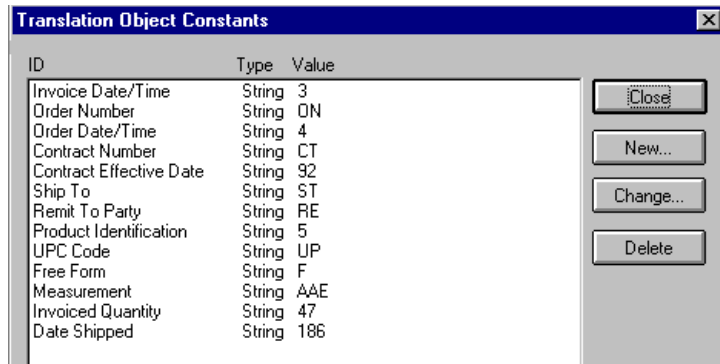 Translation Object Constants
ID Type Value
Invoice Date/Time String 3
Order Number String ON
Order Date/Time String 4
Contract Number String CT
Contract Effective Date String 92
Ship To String ST
Remit To Party String RE
Product Identification String 5
UPC Code String UP
Free Form String F
Measurement String AAE
Invoiced Quantity String 47
Date Shipped String 186
Close
New...
Change...
Delete